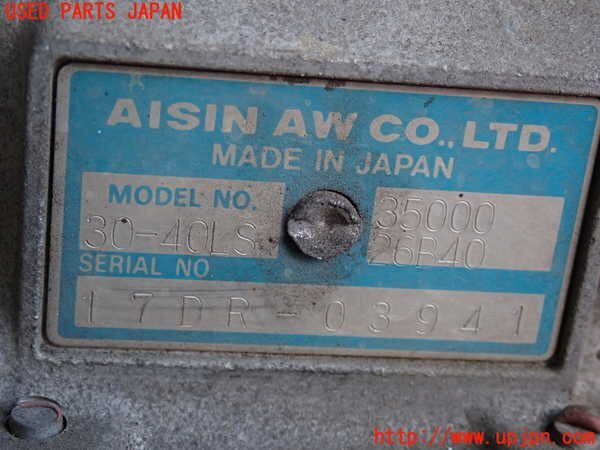 USED PARTS JAPAN
AISIN AW CO., LTD.
MADE IN JAPAN
MODEL NO.
30-40LS
35000
26B40
SERIAL NO.
17DR-03941
http://www.upjpn.com/